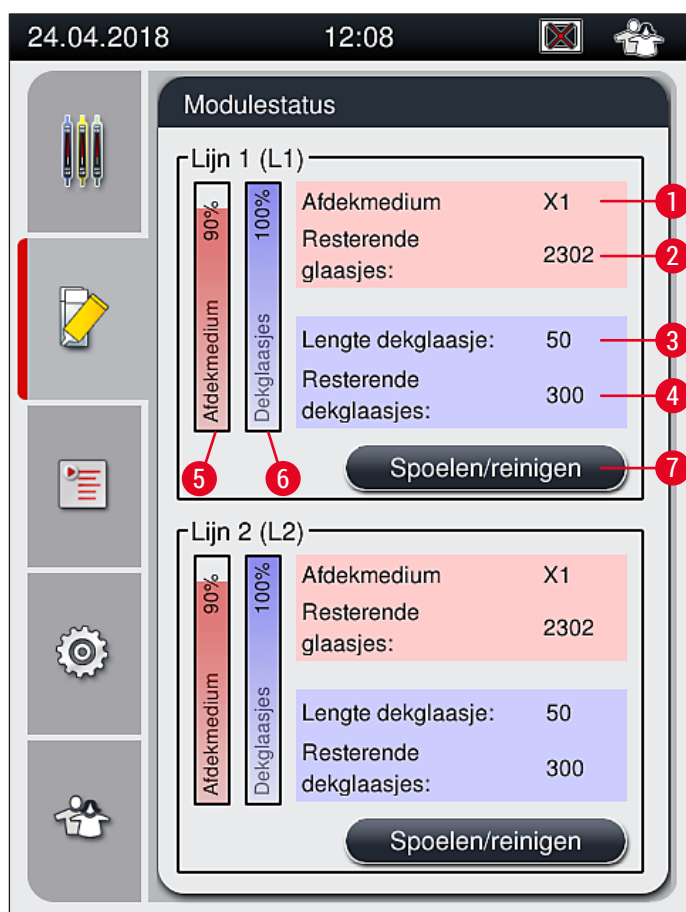 24.04.2018 12:08
Modulestatus
Lijn 1 (L1)
90%
Afdekmedium
100%
Dekglaasjes
Afdekmedium X1
Resterende
glaasjes: 2302
Lengte dekglaasje: 50
Resterende
dekglaasjes: 300
Spoelen/reinigen
1
2
3
4
5
6
7
Lijn 2 (L2)
90%
Afdekmedium
100%
Dekglaasjes
Afdekmedium X1
Resterende
glaasjes: 2302
Lengte dekglaasje: 50
Resterende
dekglaasjes: 300
Spoelen/reinigen